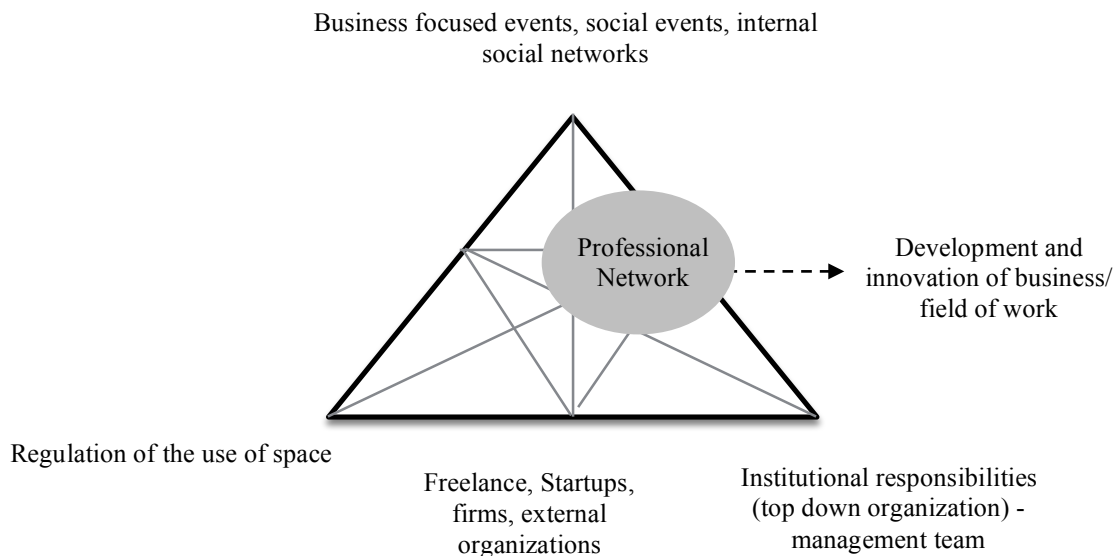 Business focused events, social events, internal
social networks
Professional
Network
Development and
innovation of business/
field of work
Regulation of the use of space
Freelance, Startups,
firms, external
organizations
Institutional responsibilities
(top down organization) -
management team